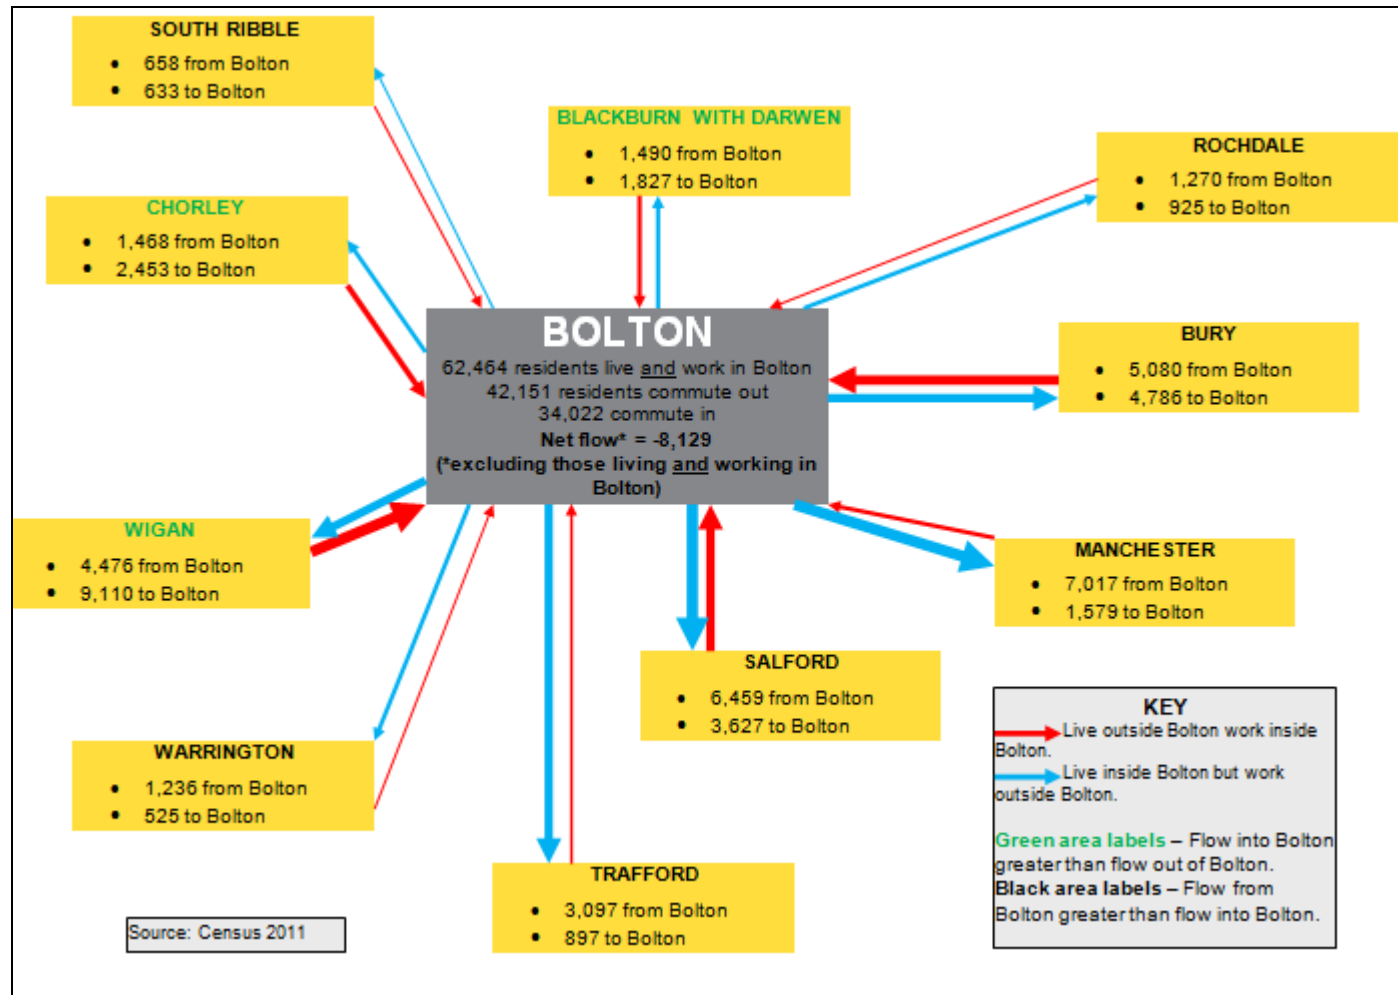 SOUTH RIBBLE
• 658 from Bolton
• 633 to Bolton
BLACKBURN WITH DARWEN
• 1,490 from Bolton
• 1,827 to Bolton
ROCHDALE
• 1,270 from Bolton
• 925 to Bolton
CHORLEY
• 1,468 from Bolton
• 2,453 to Bolton
BOLTON
62,464 residents live and work in Bolton
42,151 residents commute out
34,022 commute in
Net flow* = -8,129
(*excluding those living and working in
Bolton)
BURY
• 5,080 from Bolton
• 4,786 to Bolton
WIGAN
• 4,476 from Bolton
• 9,110 to Bolton
MANCHESTER
• 7,017 from Bolton
• 1,579 to Bolton
SALFORD
• 6,459 from Bolton
• 3,627 to Bolton
WARRINGTON
• 1,236 from Bolton
• 525 to Bolton
TRAFFORD
• 3,097 from Bolton
• 897 to Bolton
KEY
Live outside Bolton work inside
Bolton.
Live inside Bolton but work
outside Bolton.
Green area labels – Flow into Bolton
greater than flow out of Bolton.
Black area labels – Flow from
Bolton greater than flow into Bolton.
Source: Census 2011